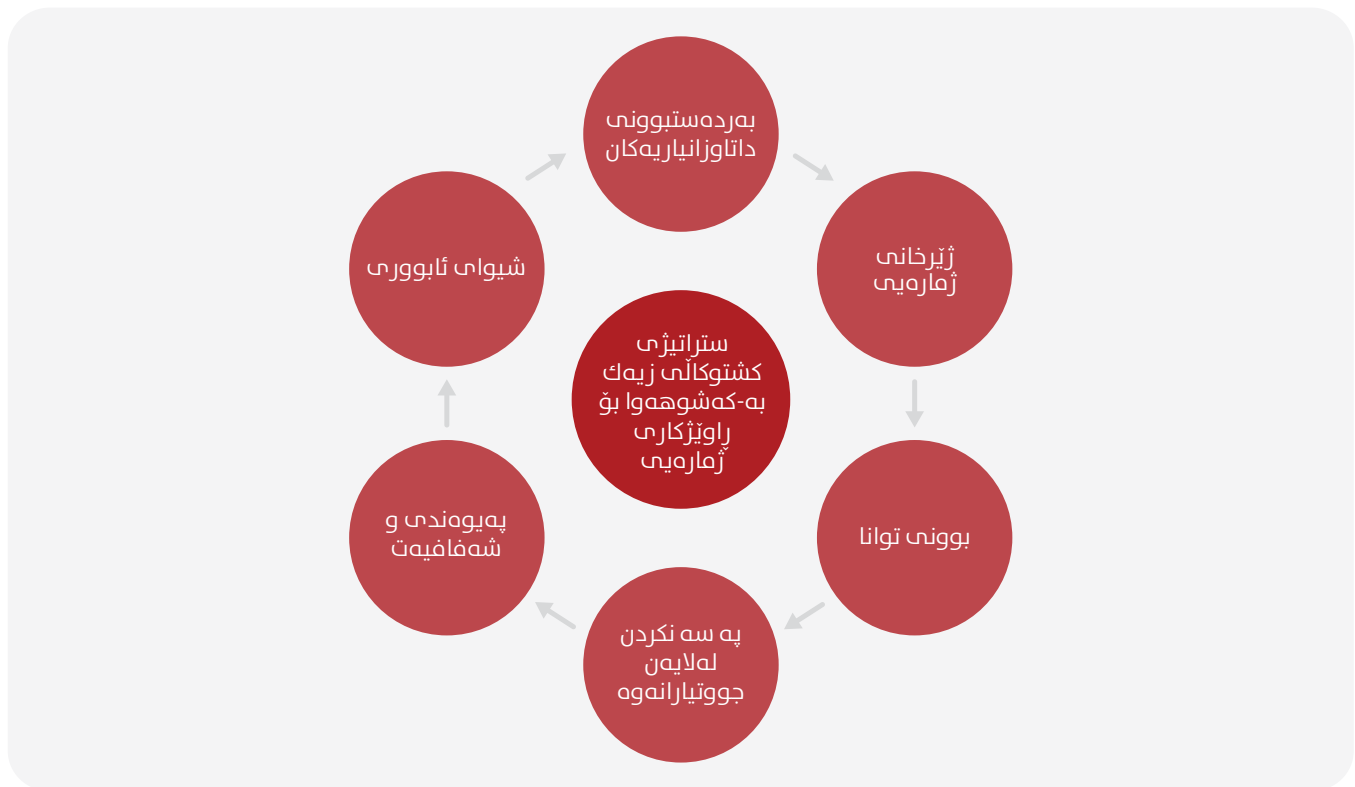 بەردەستبوونی
داتاوزانیاریەکان
ژێرخانی
ژمارەیی
بوونی توانا
پە سە نکردن
لەلایەن
جووتیارانەوە
پەیوەندی و
شەفافیەت
شیوای ئابووری
ستراتیژی
کشتوکاڵی زیەك
بە-کەشوهەوا بۆ
ڕاوێژکاری
ژمارەیی